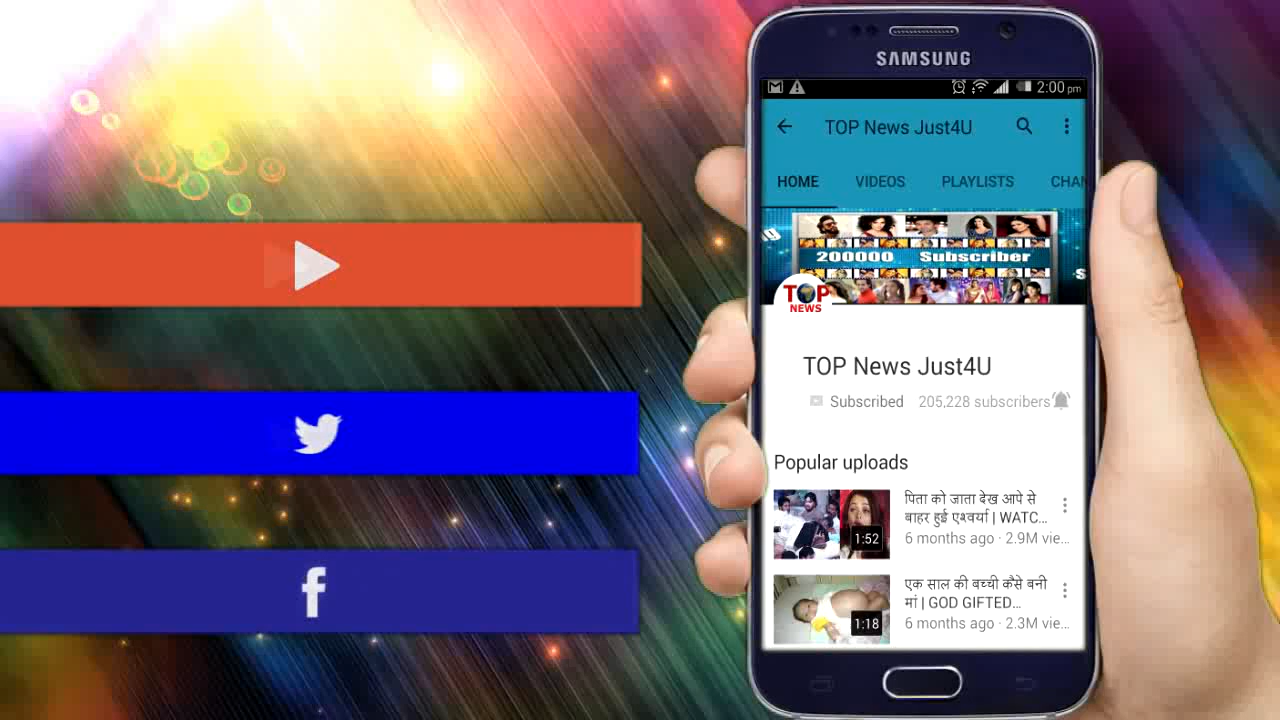 SAMSUNG
2:00 pm
TOP News Just4U
HOME VIDEOS PLAYLISTS CHAN
200000 Subscriber
TOP
NEWS
TOP News Just4U
Subscribed 205,228 subscribers
Popular uploads
पिता को जाता देख आपे से
बाहर हुई एश्वर्या | WATC...
1:52
6 months ago · 2.9M vie...
एक साल की बच्ची कैसे बनी
मां | GOD GIFTED...
1:18
6 months ago · 2.3M vie...